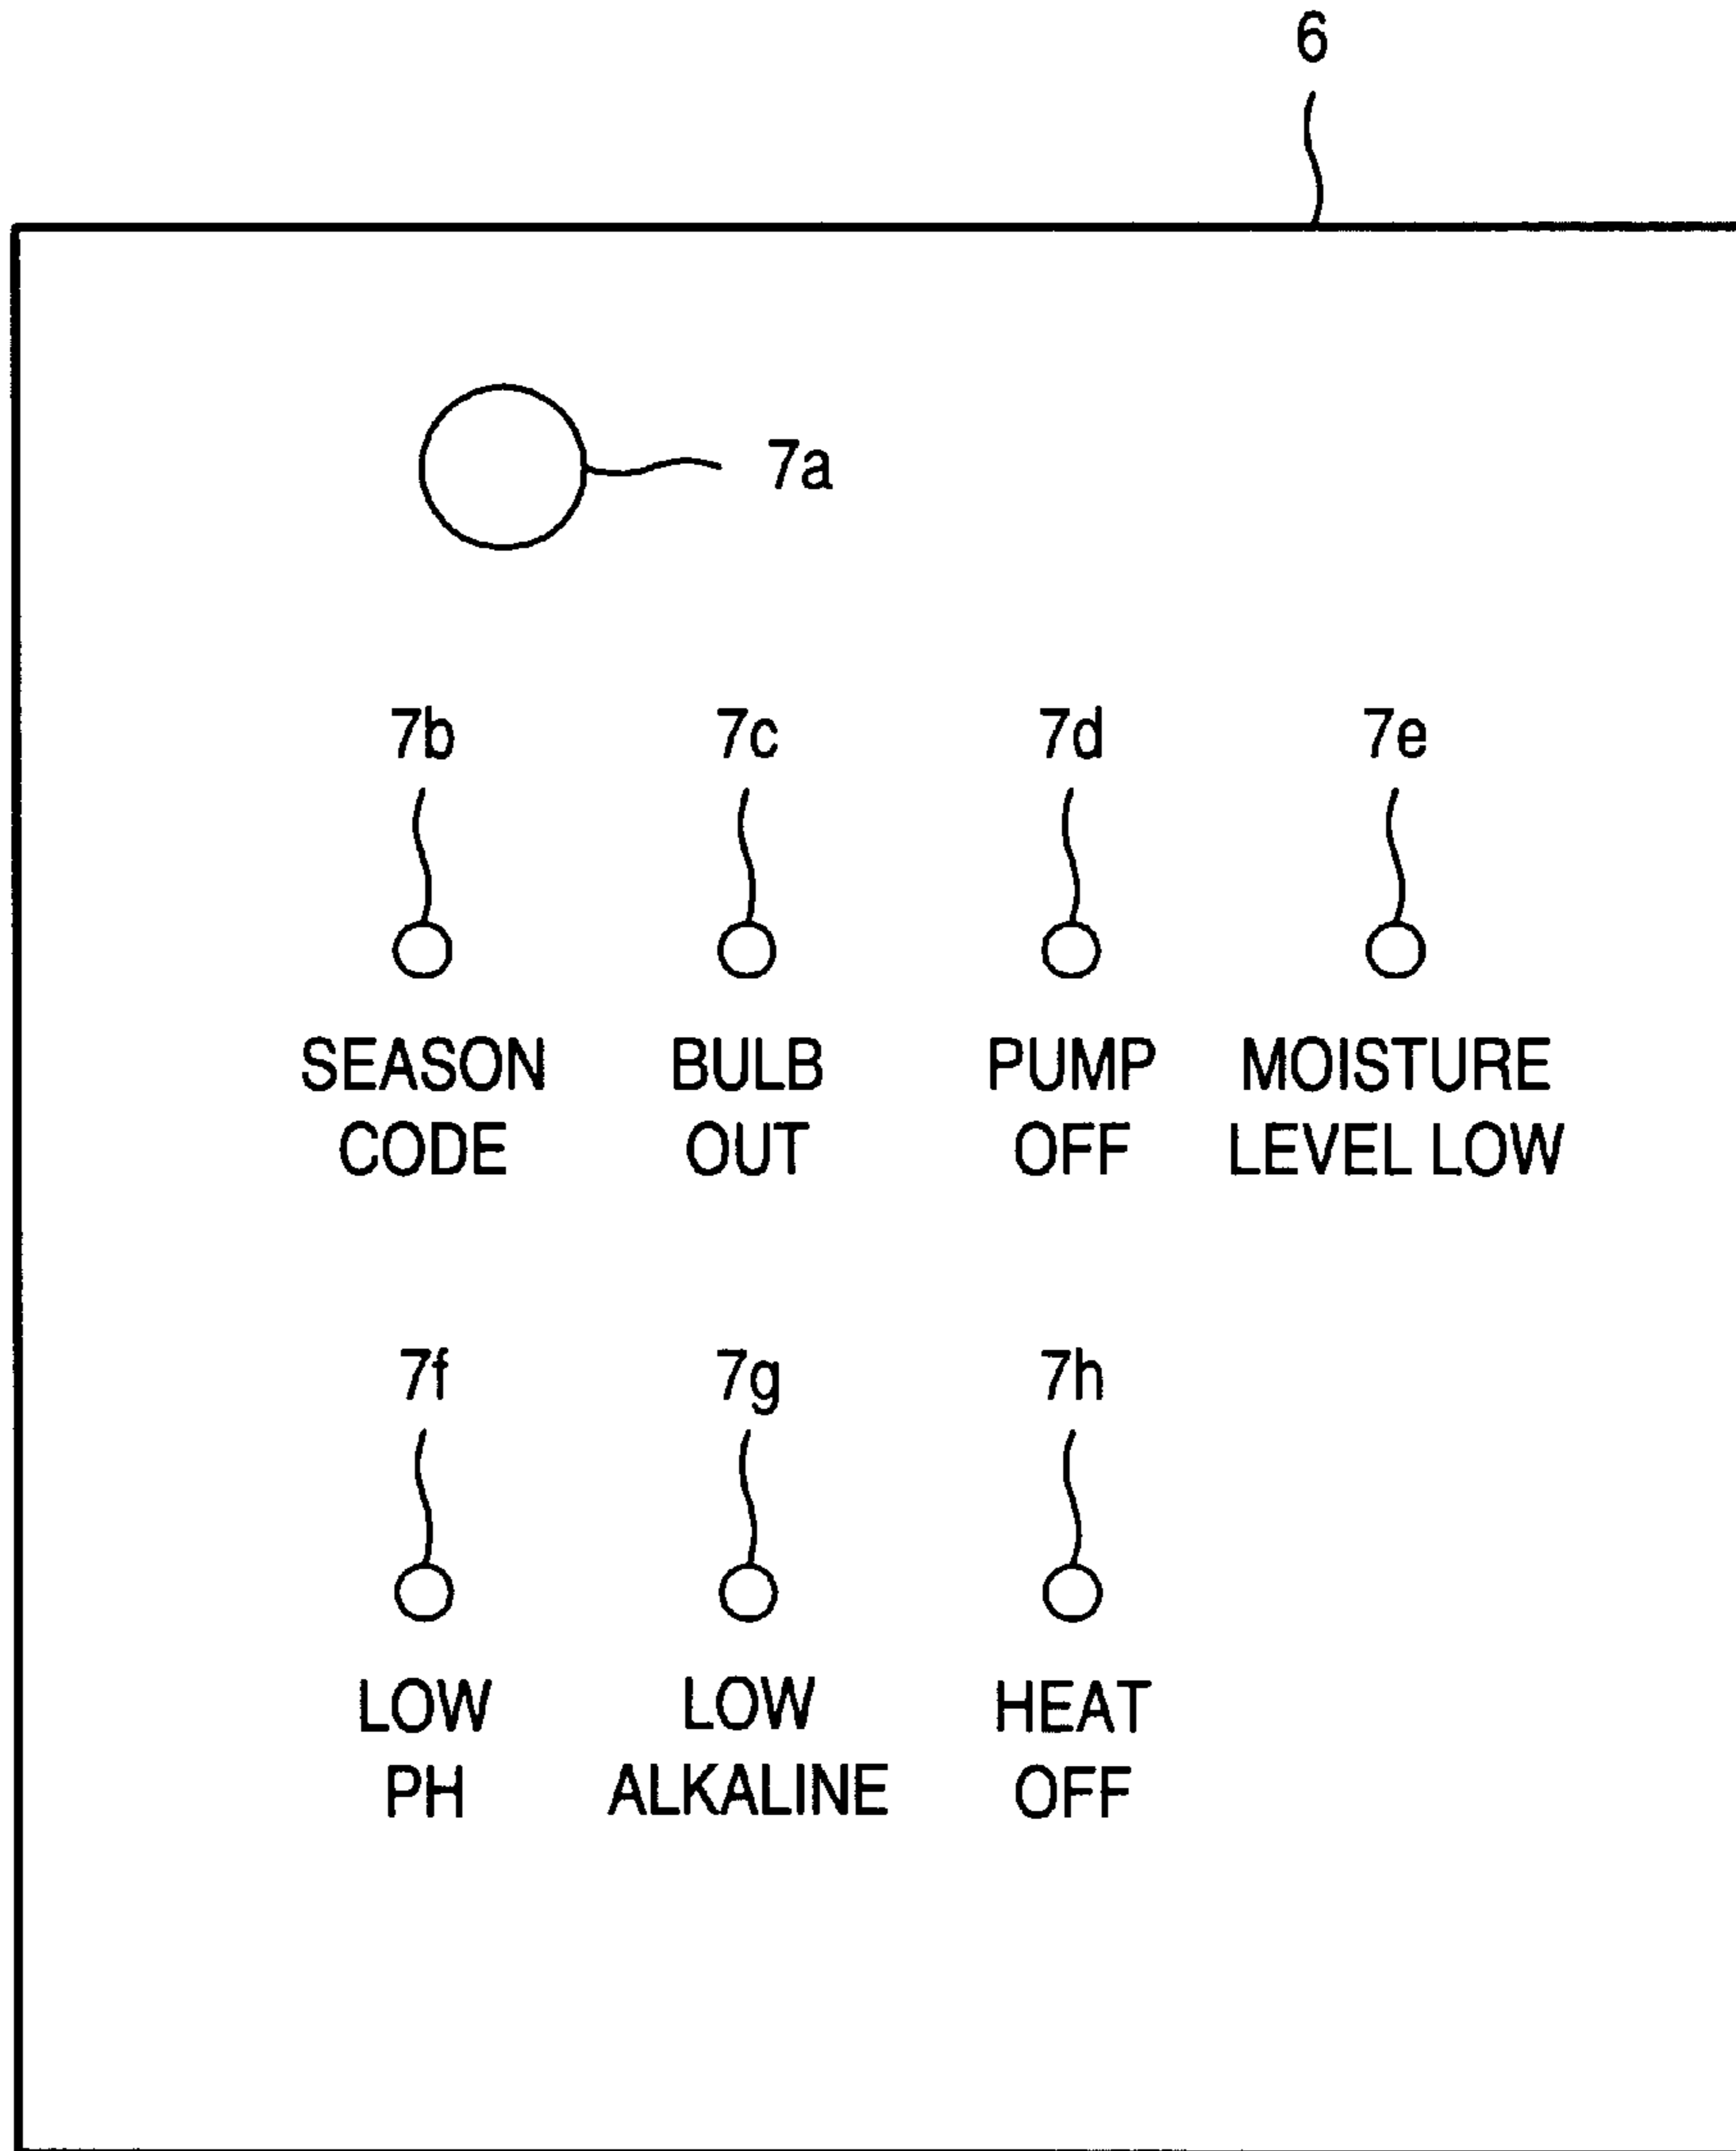 6
7a
7b 7c 7d 7e
SEASON BULB PUMP MOISTURE
CODE OUT OFF LEVEL LOW
7f 7g 7h
LOW LOW HEAT
PH ALKALINE OFF